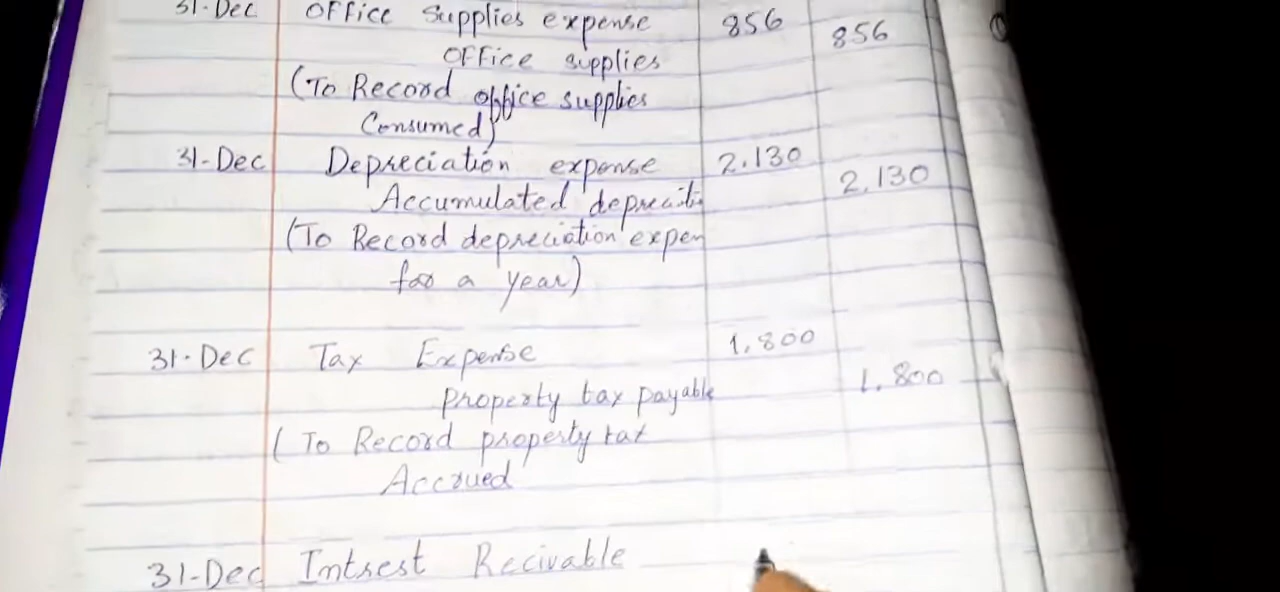 31-Dec Office Supplies expense 856
Office supplies 856
(To Record office supplies
Consumed)
31-Dec Depreciation expense 2.130
Accumulated depreciatio 2,130
(To Record depreciation expen
for a year)
31-Dec Tax Expense 1,800
property tax payable 1,800
(To Record property tax
Accrued
31-Dec Intrest Recivable